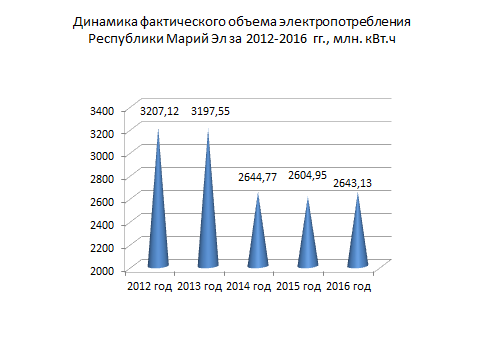 Динамика фактического объема электропотребления
Республики Марий Эл за 2012-2016 гг., млн. кВт.ч
3400
3200
3000
2800
2600
2400
2200
2000
3207,12
3197,55
2644,77
2604,95
2643,13
2012 год
2013 год
2014 год
2015 год
2016 год